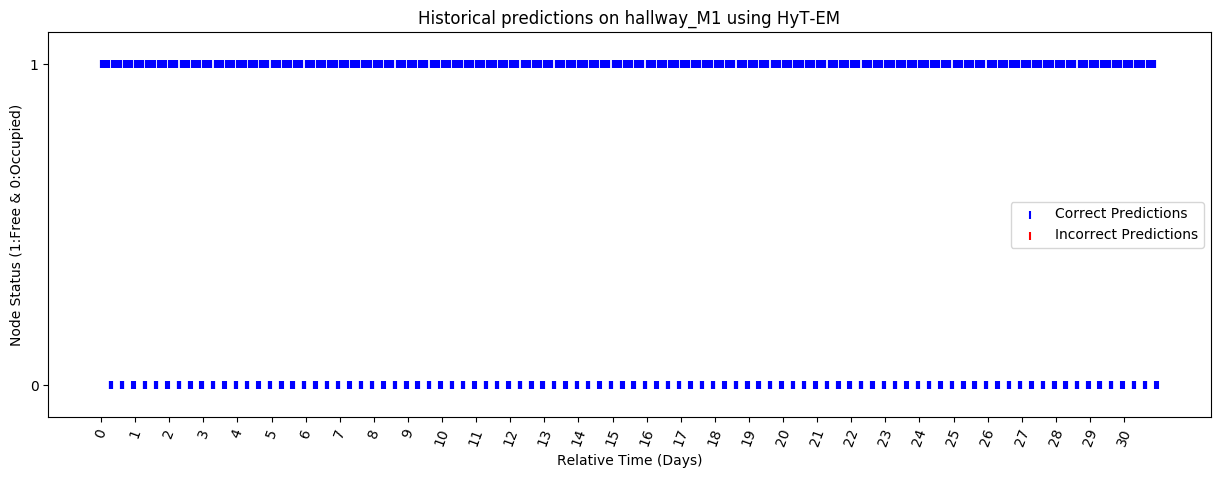 Historical predictions on hallway_M1 using HyT-EM
Node Status (1:Free & 0:Occupied)
1
0
Correct Predictions
Incorrect Predictions
0 1 2 3 4 5 6 7 8 9 10 11 12 13 14 15 16 17 18 19 20 21 22 23 24 25 26 27 28 29 30
Relative Time (Days)